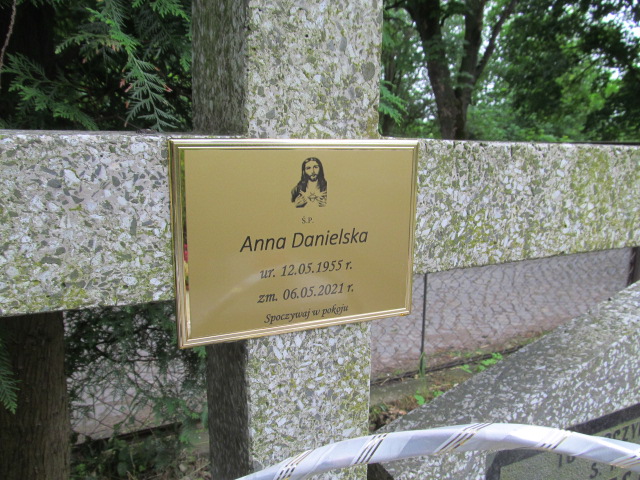 Ś.P.
Anna Danielska
ur. 12.05.1955 r.
zm. 06.05.2021 r.
Spoczywaj w pokoju